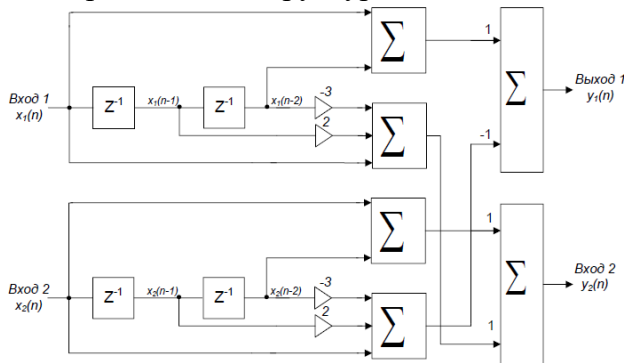 Σ
1
-3
Вход 1
x₁(n)
Z⁻¹
x₁(n-1)
Z⁻¹
x₁(n-2)
2
Σ
Σ
Выход 1
y₁(n)
-1
Σ
1
-3
Вход 2
x₂(n)
Z⁻¹
x₂(n-1)
Z⁻¹
x₂(n-2)
2
Σ
Σ
Вход 2
y₂(n)
1